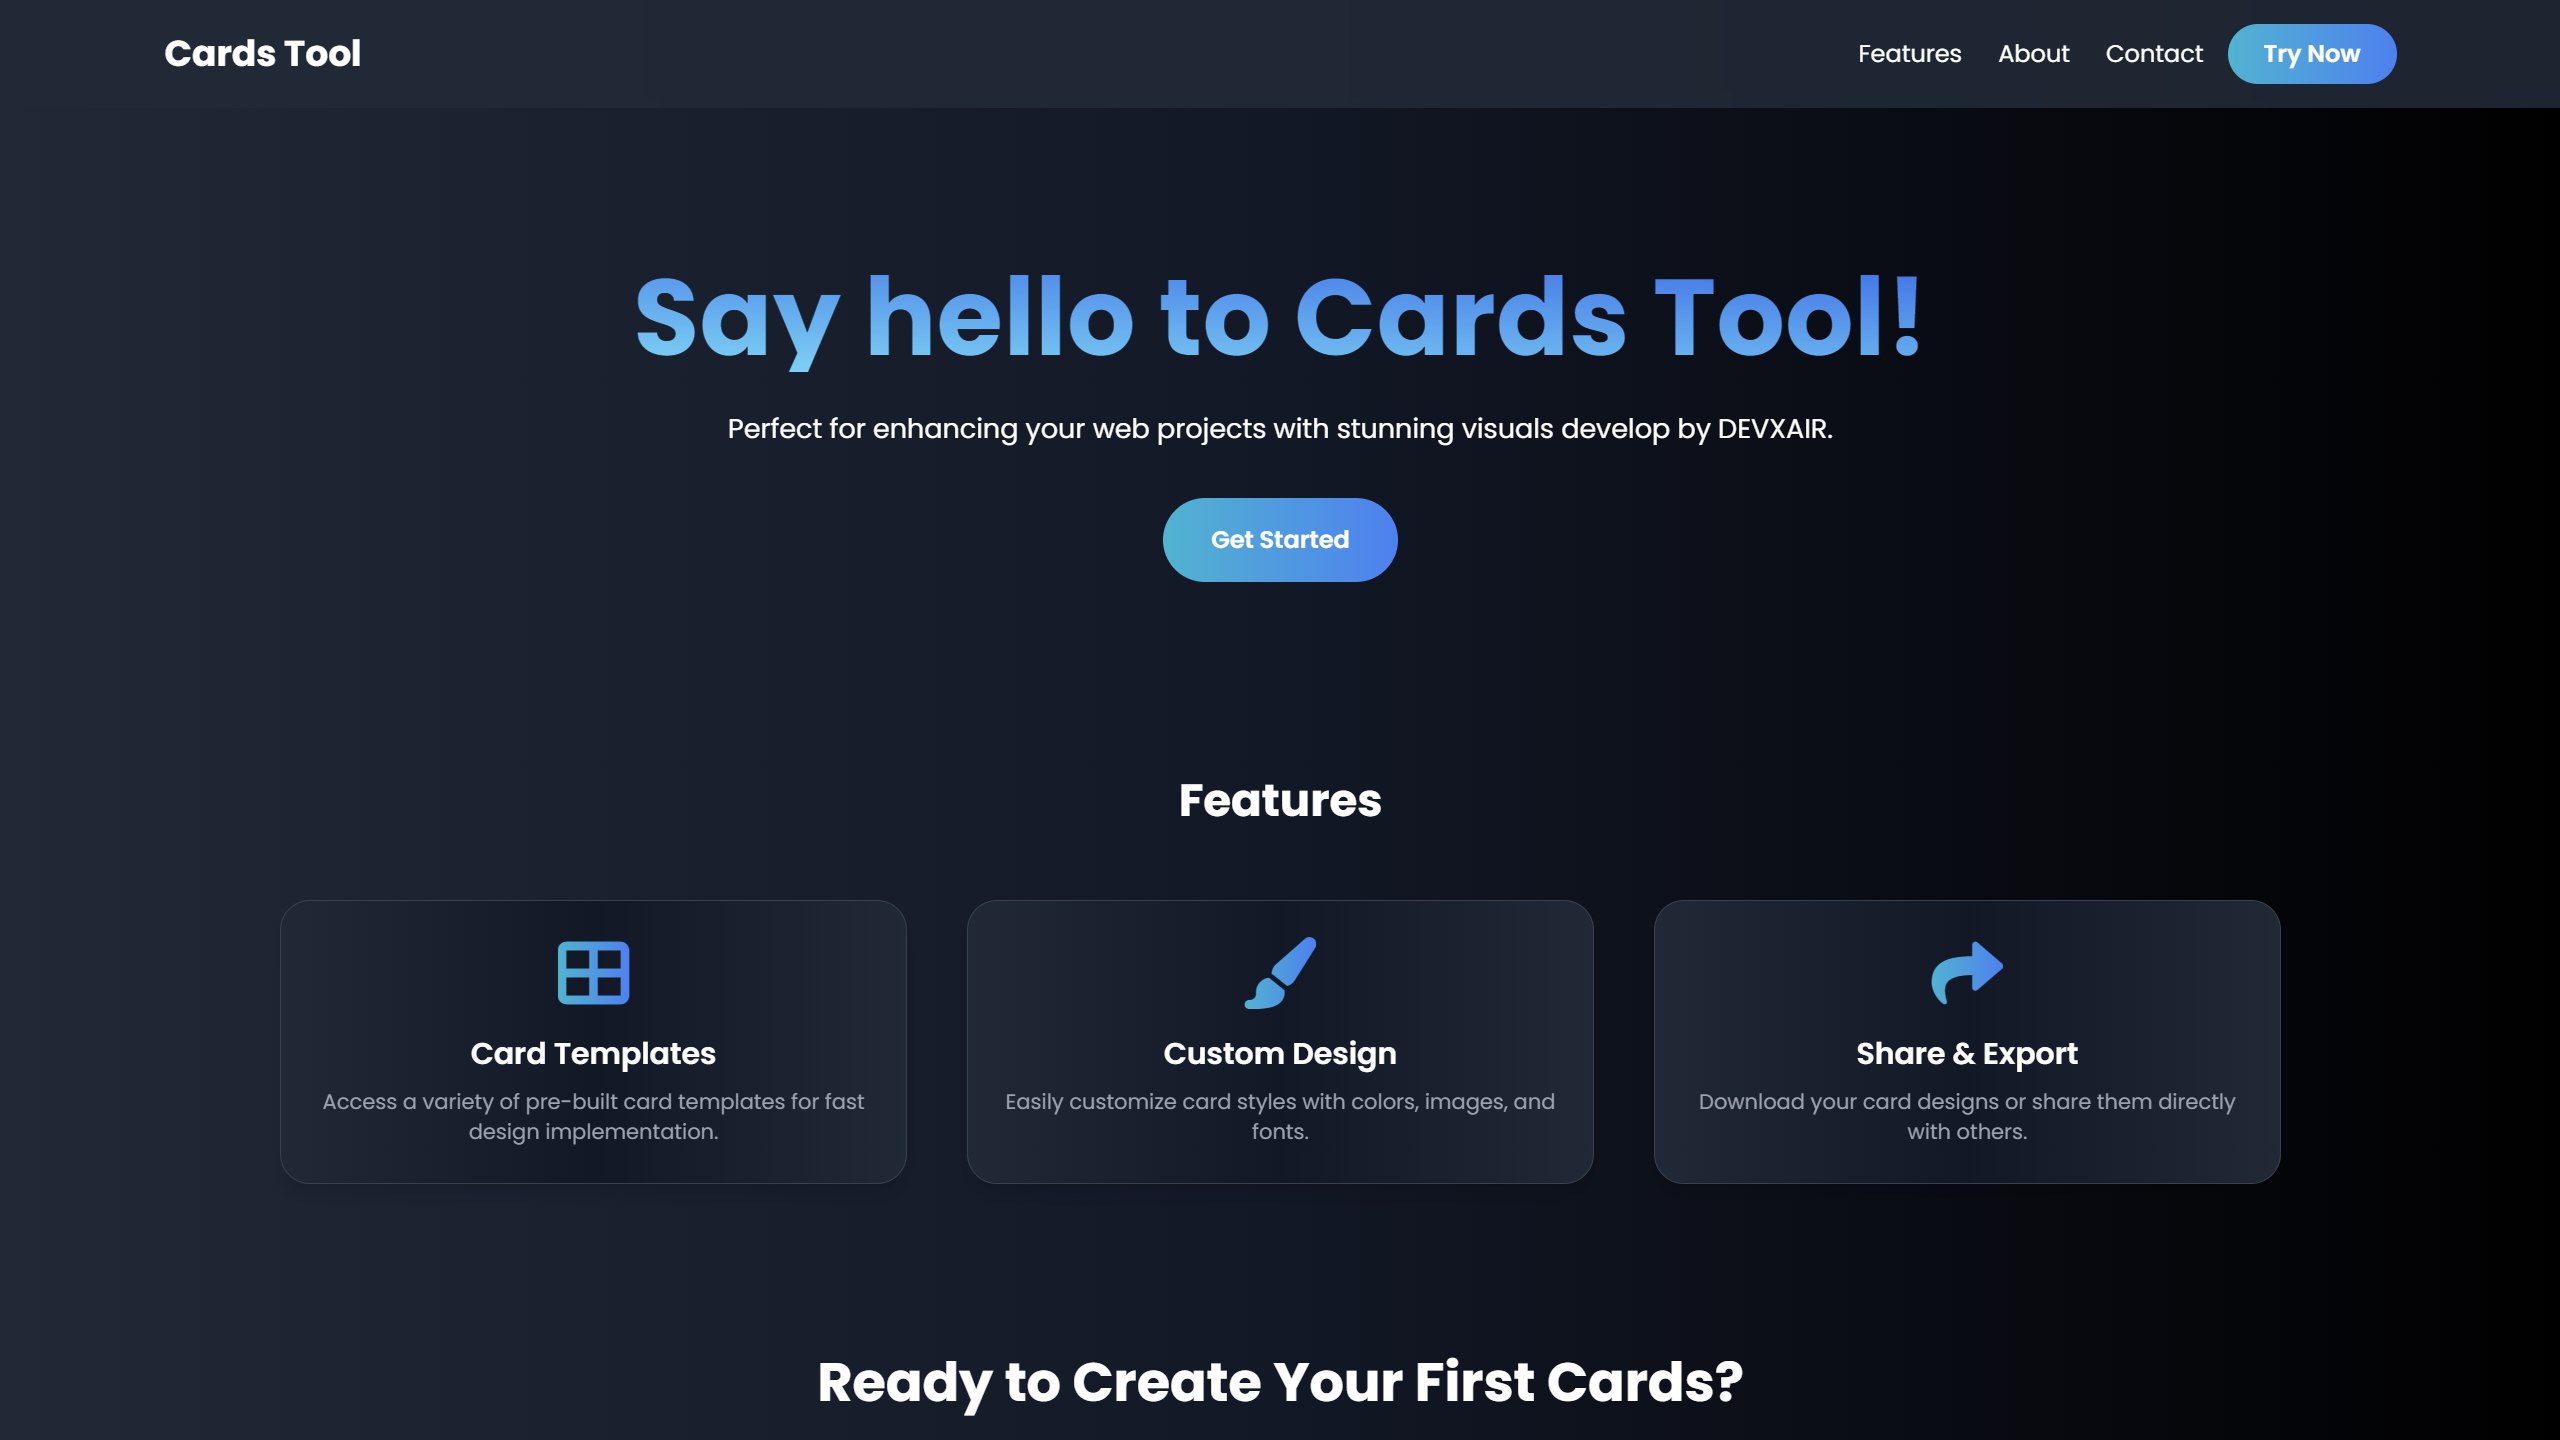 Cards Tool
Features
About
Contact
Try Now
Say hello to Cards Tool!
Perfect for enhancing your web projects with stunning visuals develop by DEVXAIR.
Get Started
Features
Card Templates
Access a variety of pre-built card templates for fast
design implementation.
Custom Design
Easily customize card styles with colors, images, and
fonts.
Share & Export
Download your card designs or share them directly
with others.
Ready to Create Your First Cards?